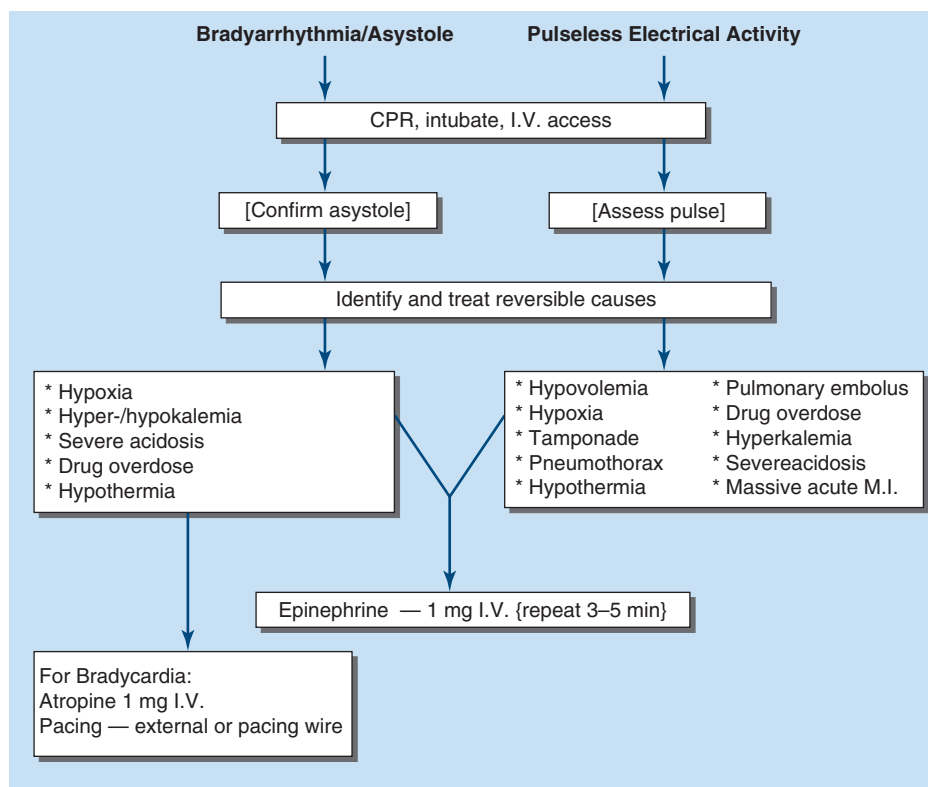 Bradyarrhythmia/Asystole
Pulseless Electrical Activity
CPR, intubate, I.V. access
[Confirm asystole]
[Assess pulse]
Identify and treat reversible causes
* Hypoxia
* Hyper-/hypokalemia
* Severe acidosis
* Drug overdose
* Hypothermia
* Hypovolemia
* Hypoxia
* Tamponade
* Pneumothorax
* Hypothermia
* Pulmonary embolus
* Drug overdose
* Hyperkalemia
* Severeacidosis
* Massive acute M.I.
Epinephrine — 1 mg I.V. {repeat 3–5 min}
For Bradycardia:
Atropine 1 mg I.V.
Pacing — external or pacing wire